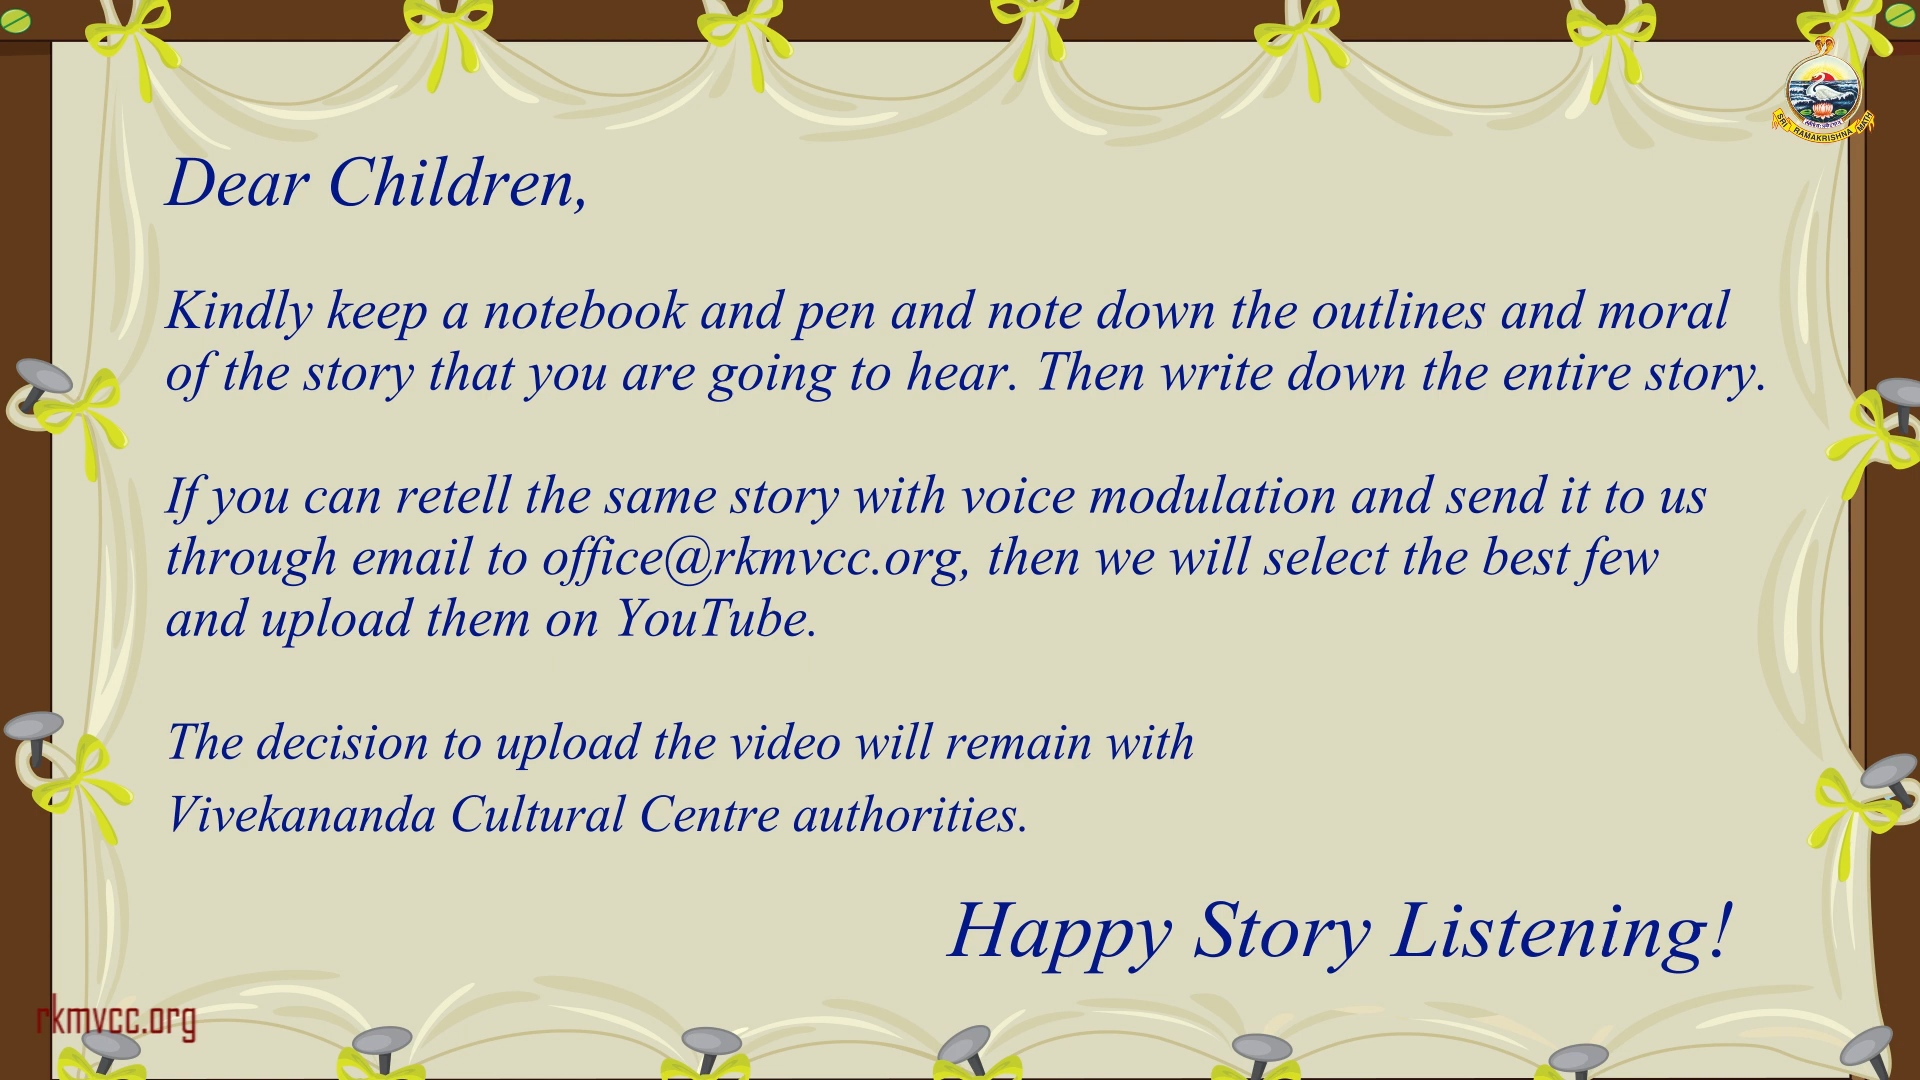 SRI RAMAKRISHNA MATH
Dear Children,
Kindly keep a notebook and pen and note down the outlines and moral
of the story that you are going to hear. Then write down the entire story.
If you can retell the same story with voice modulation and send it to us
through email to office@rkmvcc.org, then we will select the best few
and upload them on YouTube.
The decision to upload the video will remain with
Vivekananda Cultural Centre authorities.
Happy Story Listening!
rkmvcc.org